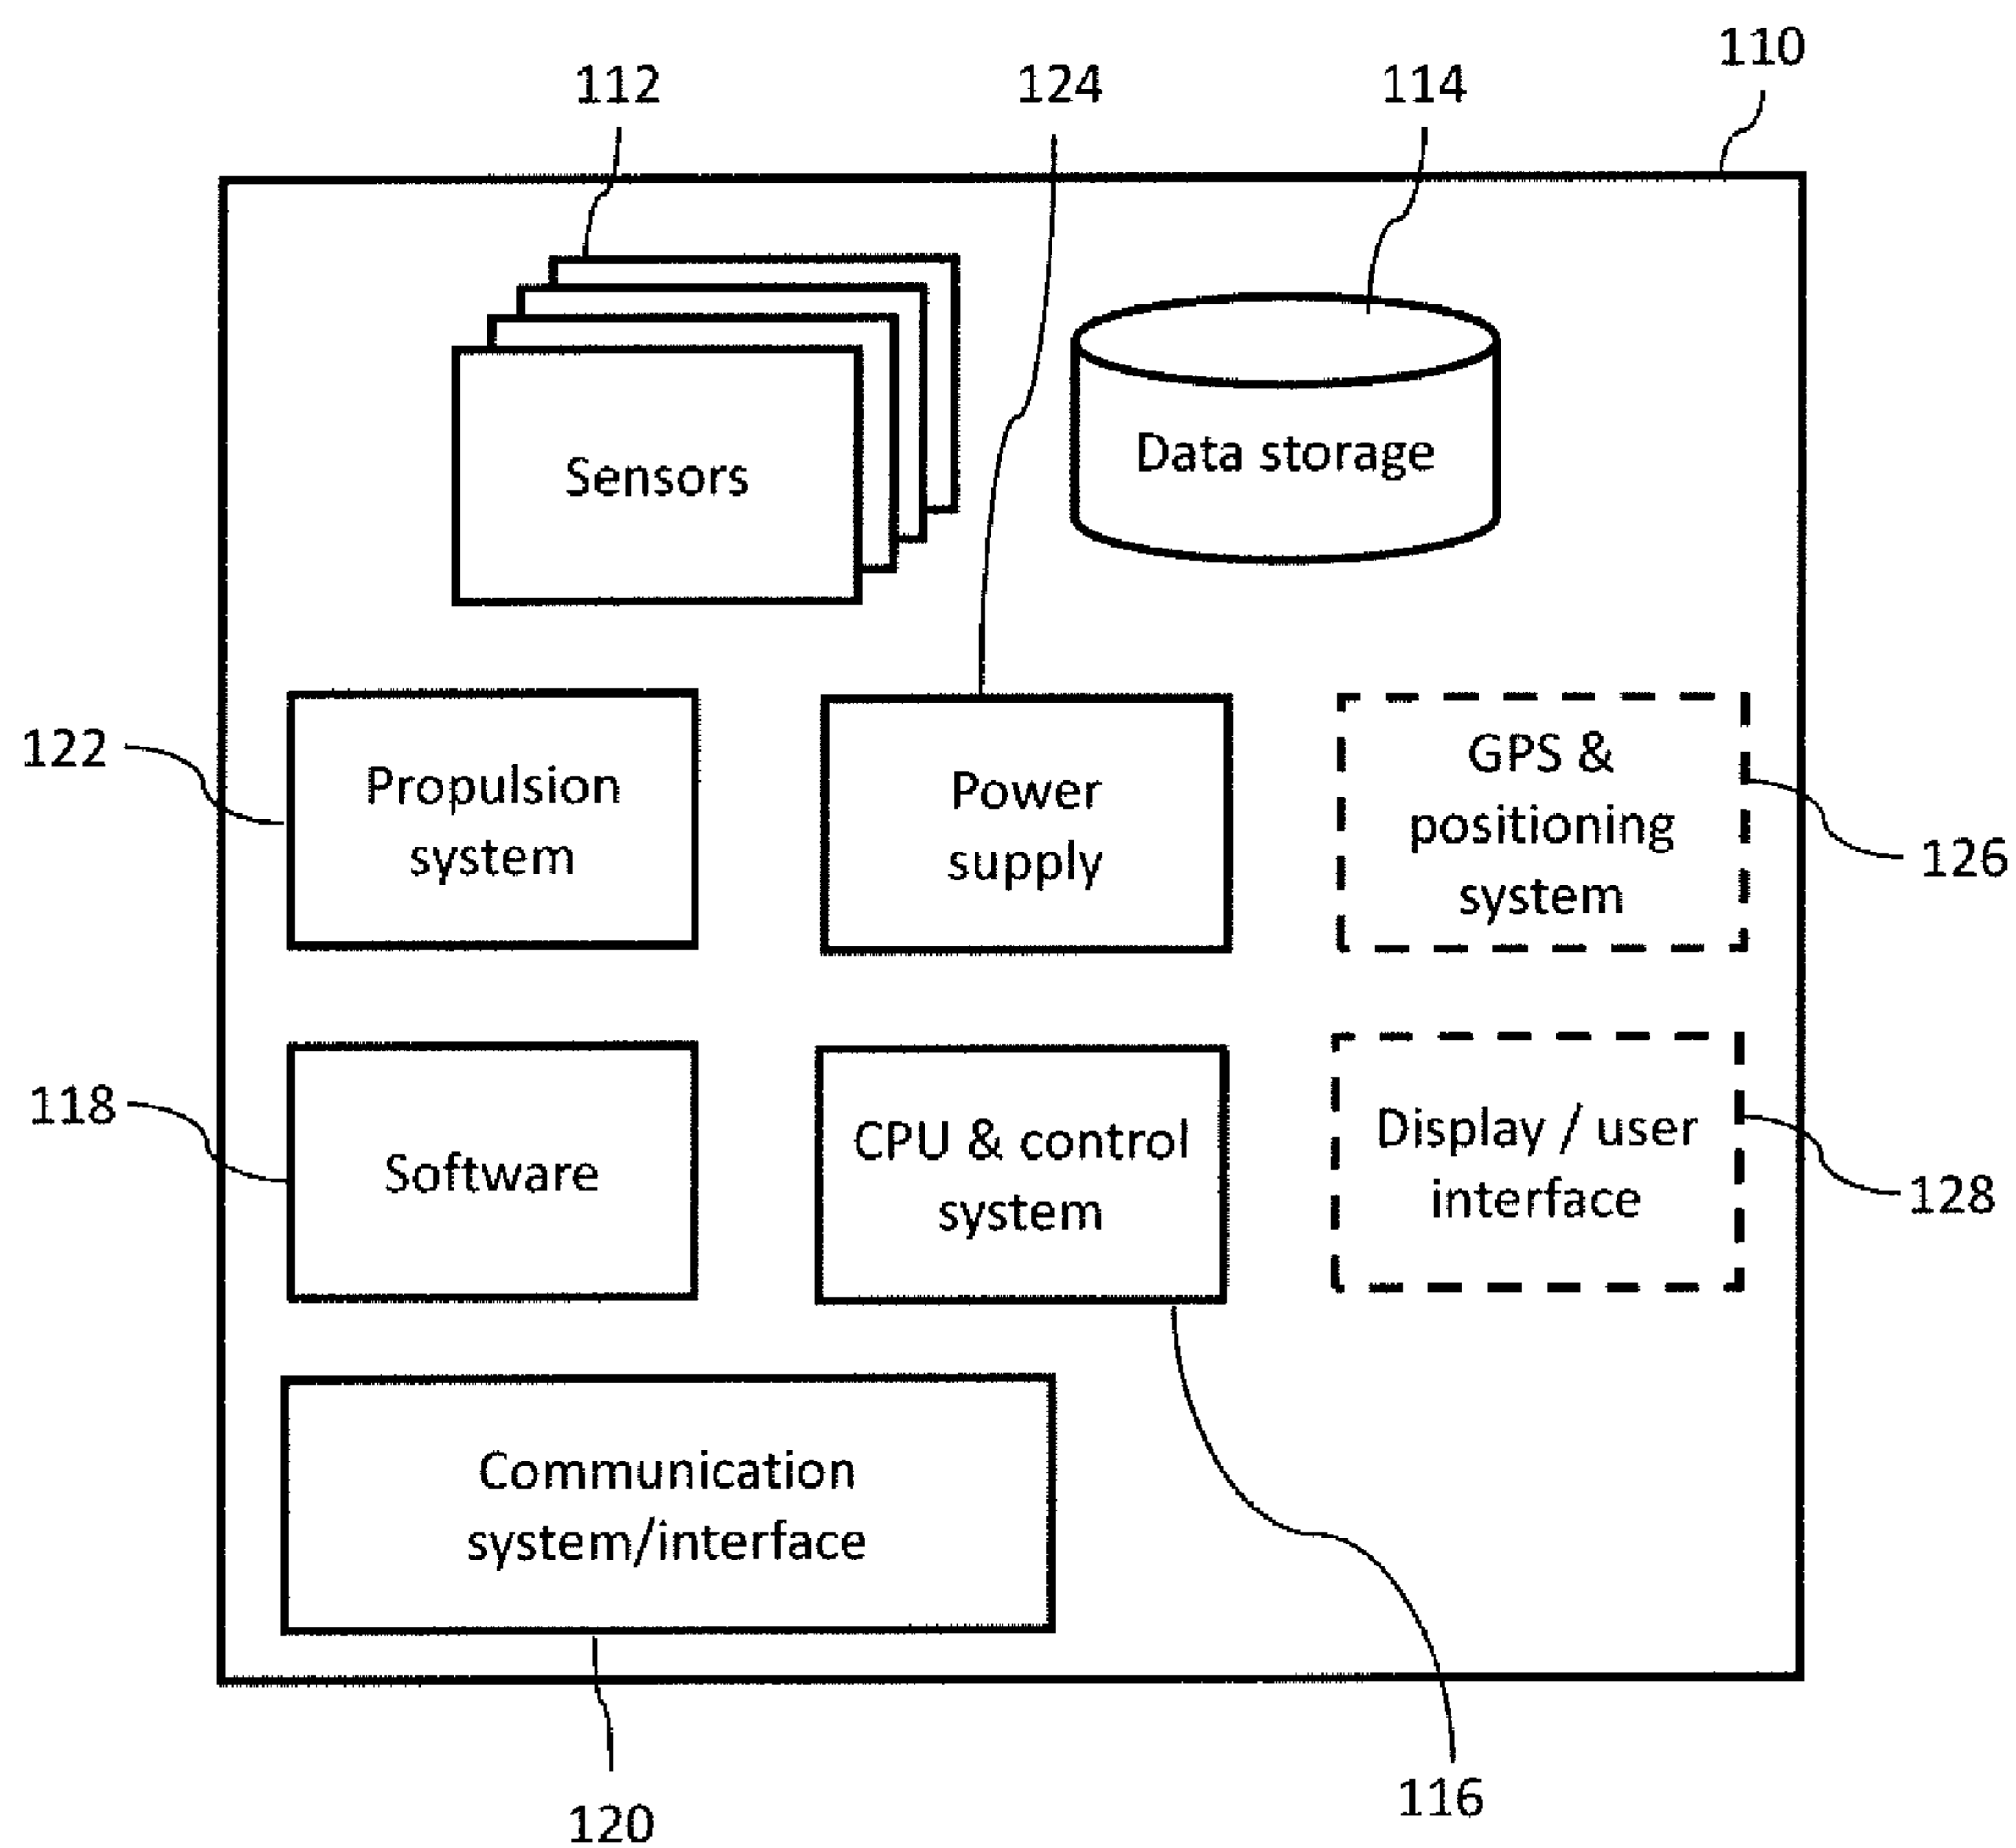 110
112
124
114
Sensors
Data storage
122
Propulsion
system
Power
supply
GPS &
positioning
system
126
118
Software
CPU & control
system
Display / user
interface
128
Communication
system/interface
120
116